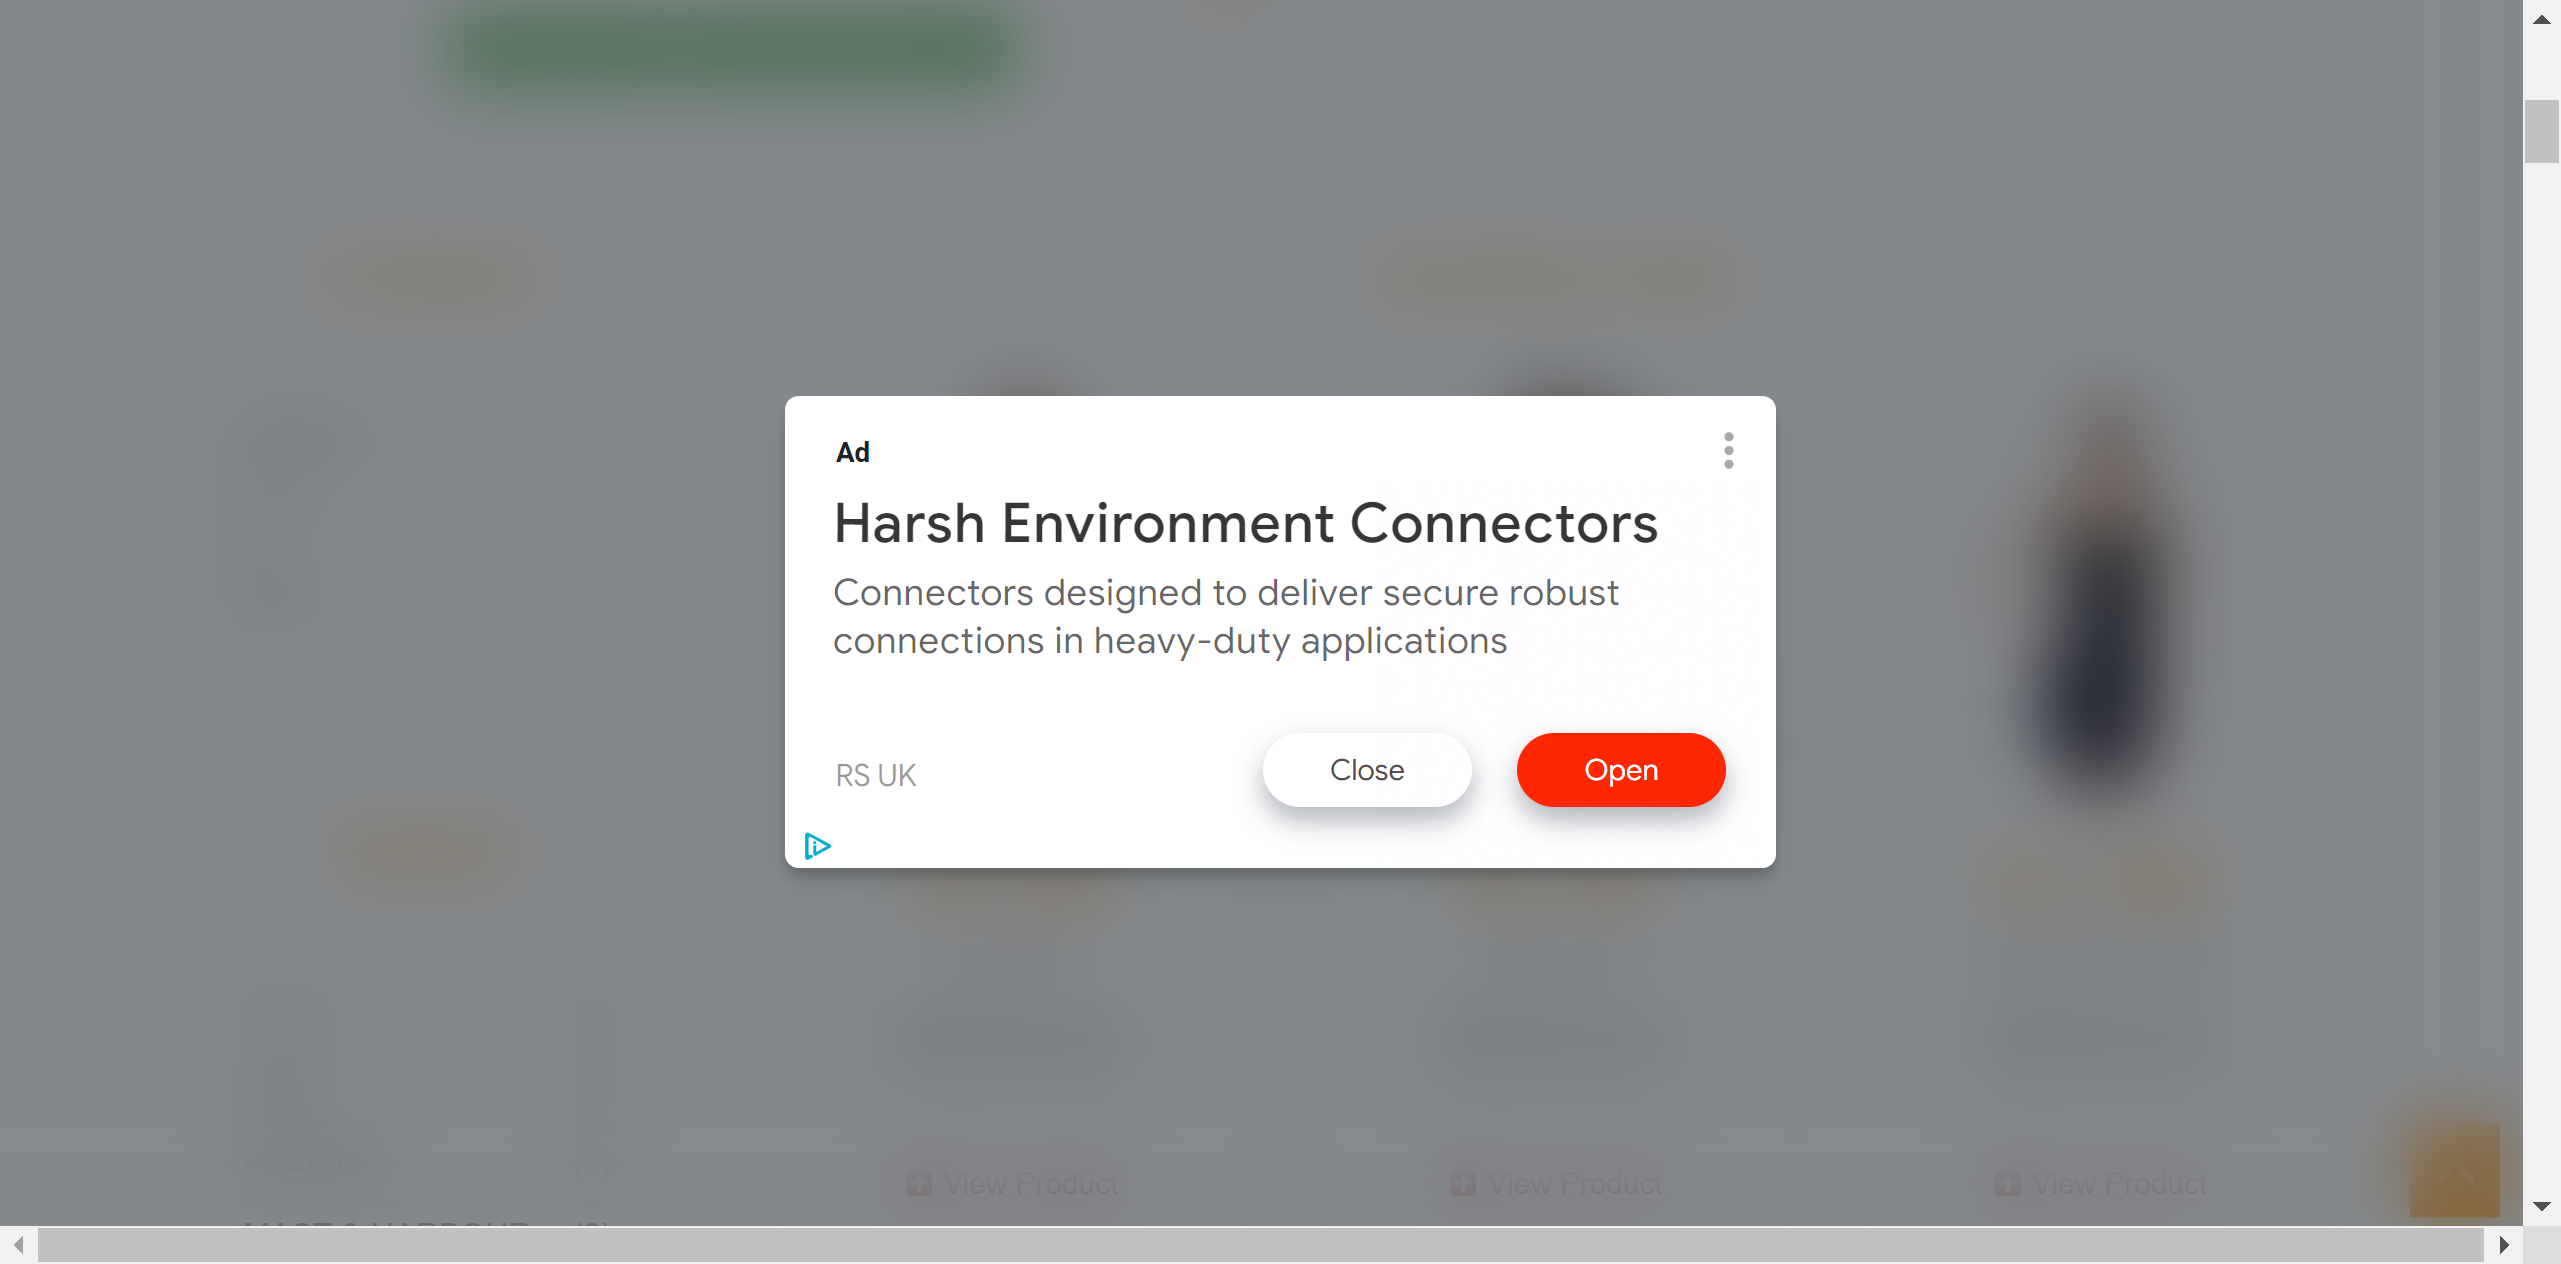 Ad
Harsh Environment Connectors
Connectors designed to deliver secure robust
connections in heavy-duty applications
RS UK
Close
Open
MADAME
View Product
View Product
View Product